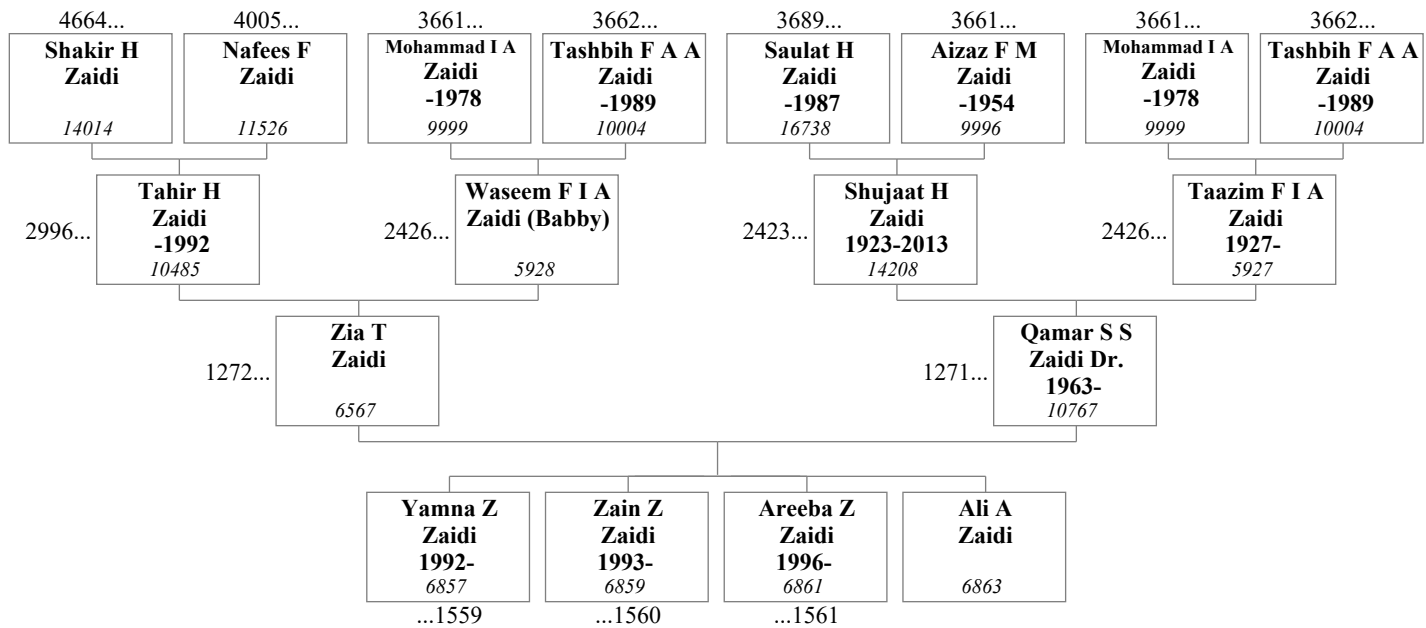 4664...
4005...
3661...
3662...
3689...
3661...
3661...
3662...
Shakir H
Zaidi
14014
Nafees F
Zaidi
11526
Mohammad I A
Zaidi
-1978
9999
Tashbih F A A
Zaidi
-1989
10004
Saulat H
Zaidi
-1987
16738
Aizaz F M
Zaidi
-1954
9996
Mohammad I A
Zaidi
-1978
9999
Tashbih F A A
Zaidi
-1989
10004
2996...
Tahir H
Zaidi
-1992
10485
2426...
Waseem F I A
Zaidi (Babby)
5928
2423...
Shujaat H
Zaidi
1923-2013
14208
2426...
Taazim F I A
Zaidi
1927-
5927
1272...
Zia T
Zaidi
6567
1271...
Qamar S S
Zaidi Dr.
1963-
10767
Yamna Z
Zaidi
1992-
6857
...1559
Zain Z
Zaidi
1993-
6859
...1560
Areeba Z
Zaidi
1996-
6861
...1561
Ali A
Zaidi
6863